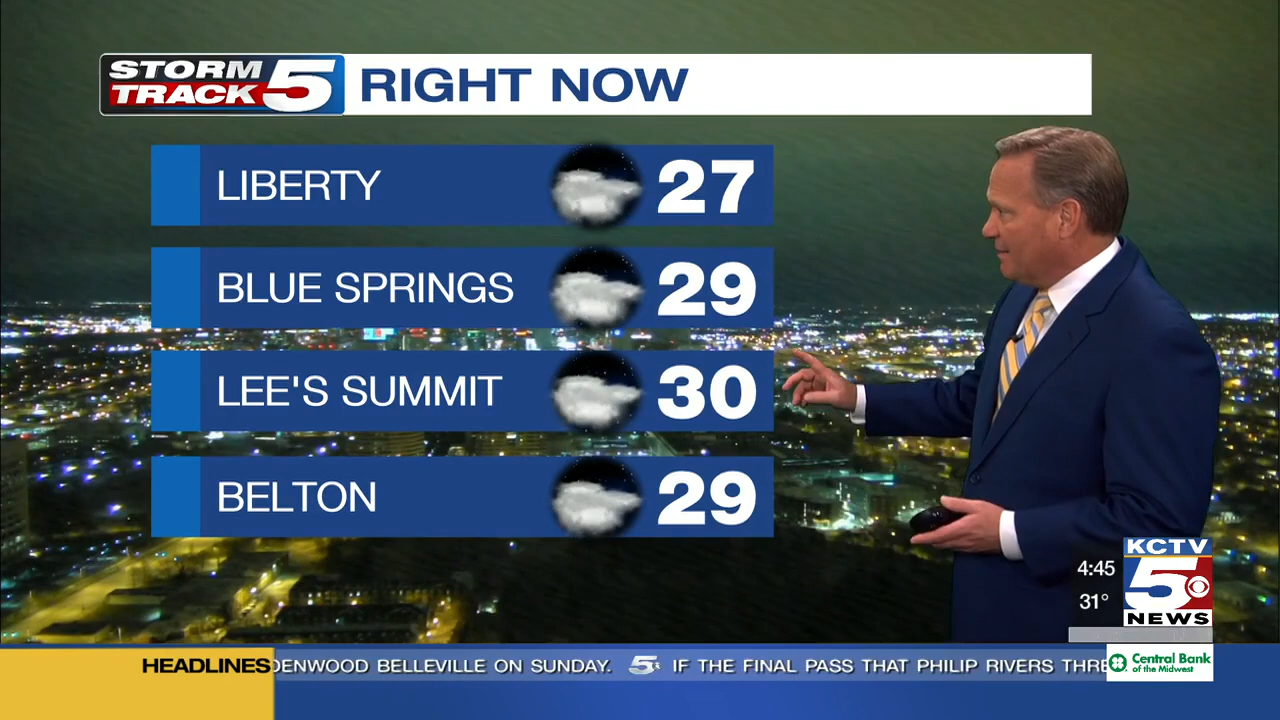 STORM TRACK 5 RIGHT NOW
LIBERTY 27
BLUE SPRINGS 29
LEE'S SUMMIT 30
BELTON 29
4:45
31°
KCTV
5
NEWS
HEADLINES DENWOOD BELLEVILLE ON SUNDAY. 5 IF THE FINAL PASS THAT PHILIP RIVERS THRE
Central Bank
of the Midwest